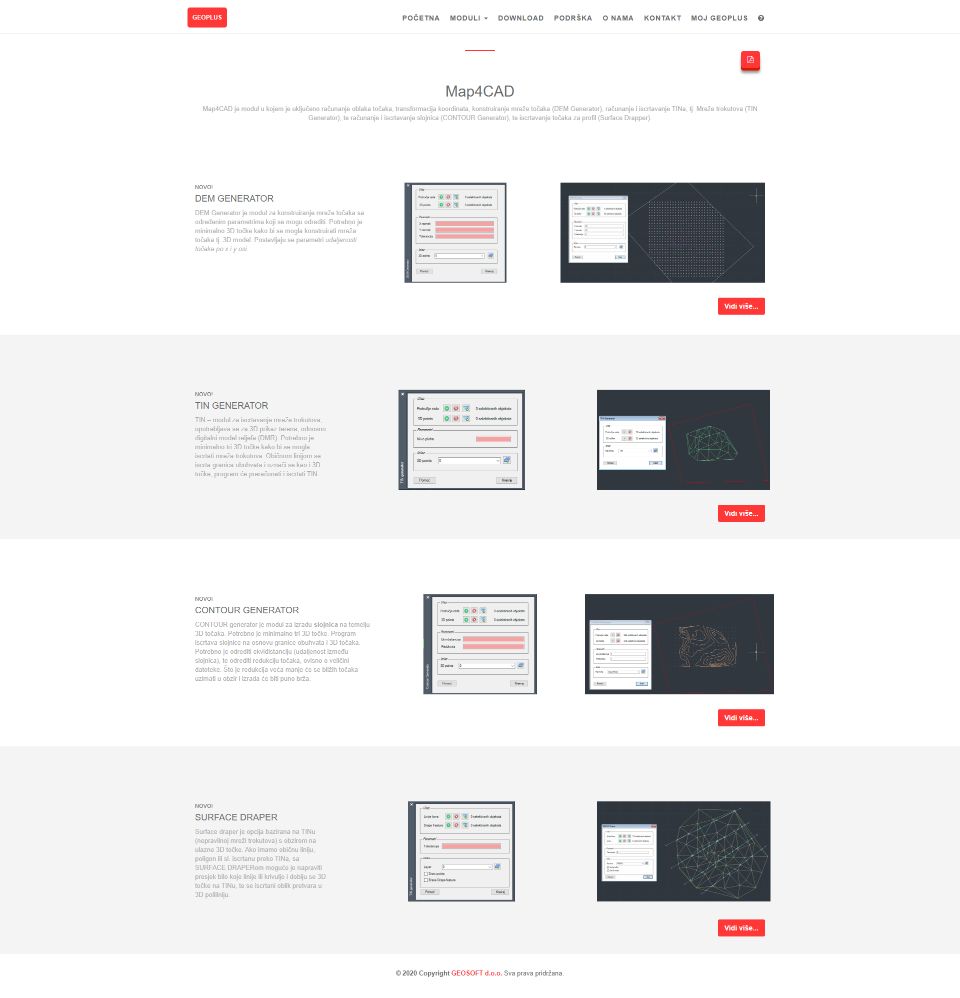 GEOPLUS
POČETNA MODULI DOWNLOAD PODRŠKA O NAMA KONTAKT MOJ GEOPLUS
Map4CAD
Map4CAD je modul u kojem je uključeno računanje oblaka točaka, transformacija koordinata, konstruiranje mreže točaka (DEM Generator), računanje i iscrtavanje TINa, tj. Mreže trokutova (TIN
Generator), te računanje i iscrtavanje slojnica (CONTOUR Generator), te iscrtavanje točaka za profil (Surface Drapper).
NOVO!
DEM GENERATOR
DEM Generator je modul za konstruiranje mreže točaka sa
određenim parametrima koji se mogu odrediti. Potrebno je
minimalno 3D točke kako bi se mogla konstruirati mreža
točaka tj. 3D model. Postavljaju se parametri udaljenosti
točaka po x i y osi.
Vidi više...
NOVO!
TIN GENERATOR
TIN – modul za iscrtavanje mreže trokutova,
upotrabljava se za 3D prikaz terena, odnosno
digitalni model reljefa (DMR). Potrebno je
minimalno tri 3D točke kako bi se mogla
iscrtati mreža trokutova. Običnom linijom se
iscrta granica obuhvata i označi se kao i 3D
točke, program će preračunati i iscrtati TIN.
Vidi više...
NOVO!
CONTOUR GENERATOR
CONTOUR generator je modul za izradu slojnica na temelju
3D točaka. Potrebno je minimalno tri 3D točke. Program
iscrtava slojnice na osnovu granice obuhvata i 3D točaka.
Potrebno je odrediti ekvidistanciju (udaljenost između
slojnica), te odrediti redukciju točaka, ovisno o veličini
datoteke. Što je redukcija veća manje će se bližih točaka
uzimati u obzir i izrada će biti puno brža.
Vidi više...
NOVO!
SURFACE DRAPER
Surface draper je opcija bazirana na TINu
(nepravilnoj mreži trokutova) s obzirom na
ulazne 3D točke. Ako imamo običnu liniju,
poligon ili sl. iscrtanu preko TINa, sa
SURFACE DRAPERom moguće je napraviti
presjek bilo koje linije ili krivulje i dobiju se 3D
točke na TINu, te se iscrtani oblik pretvara u
3D poliliniju.
Vidi više...
© 2020 Copyright GEOSOFT d.o.o. Sva prava pridržana.